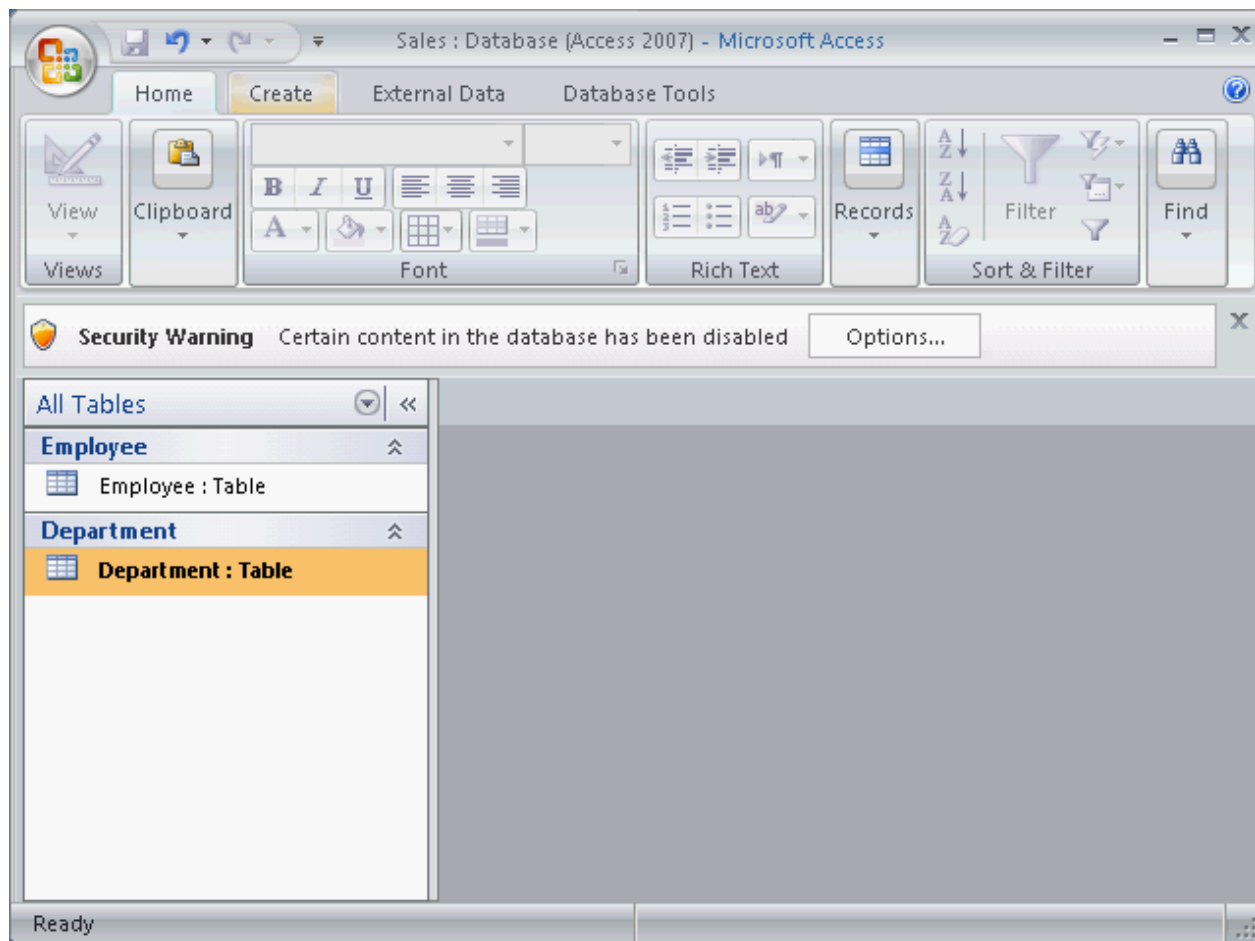 Sales : Database (Access 2007) - Microsoft Access
Home Create External Data Database Tools
B I U
View Clipboard A Records Filter Find
Views Font Rich Text Sort & Filter
Security Warning Certain content in the database has been disabled Options...
All Tables
Employee
Employee : Table
Department
Department : Table
Ready